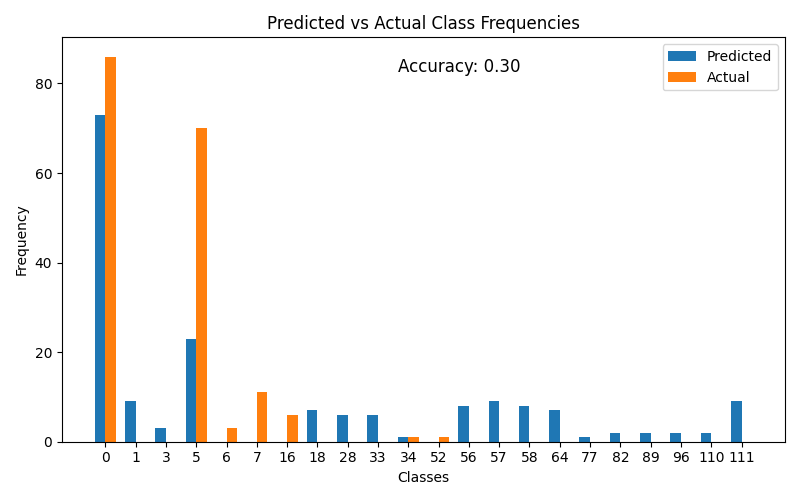 Predicted vs Actual Class Frequencies
Accuracy: 0.30
Predicted
Actual
Frequency
80
60
40
20
0
0 1 3 5 6 7 16 18 28 33 34 52 56 57 58 64 77 82 89 96 110 111
Classes